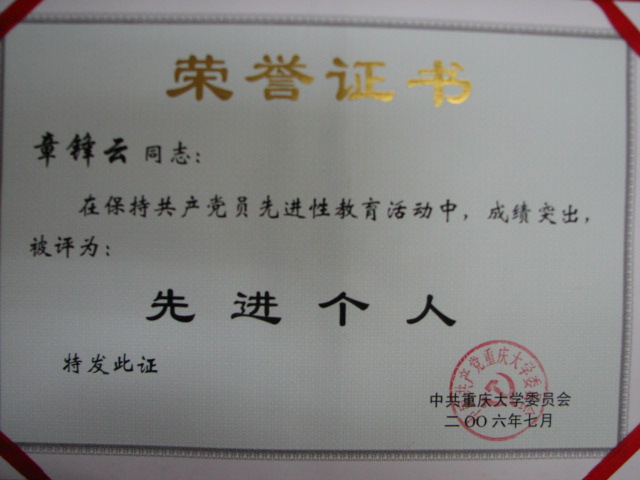 荣誉证书
章锋云 同志：
在保持共产党员先进性教育活动中，成绩突出，
被评为：
先进个人
特发此证
中共重庆大学委员会
二〇〇六年七月